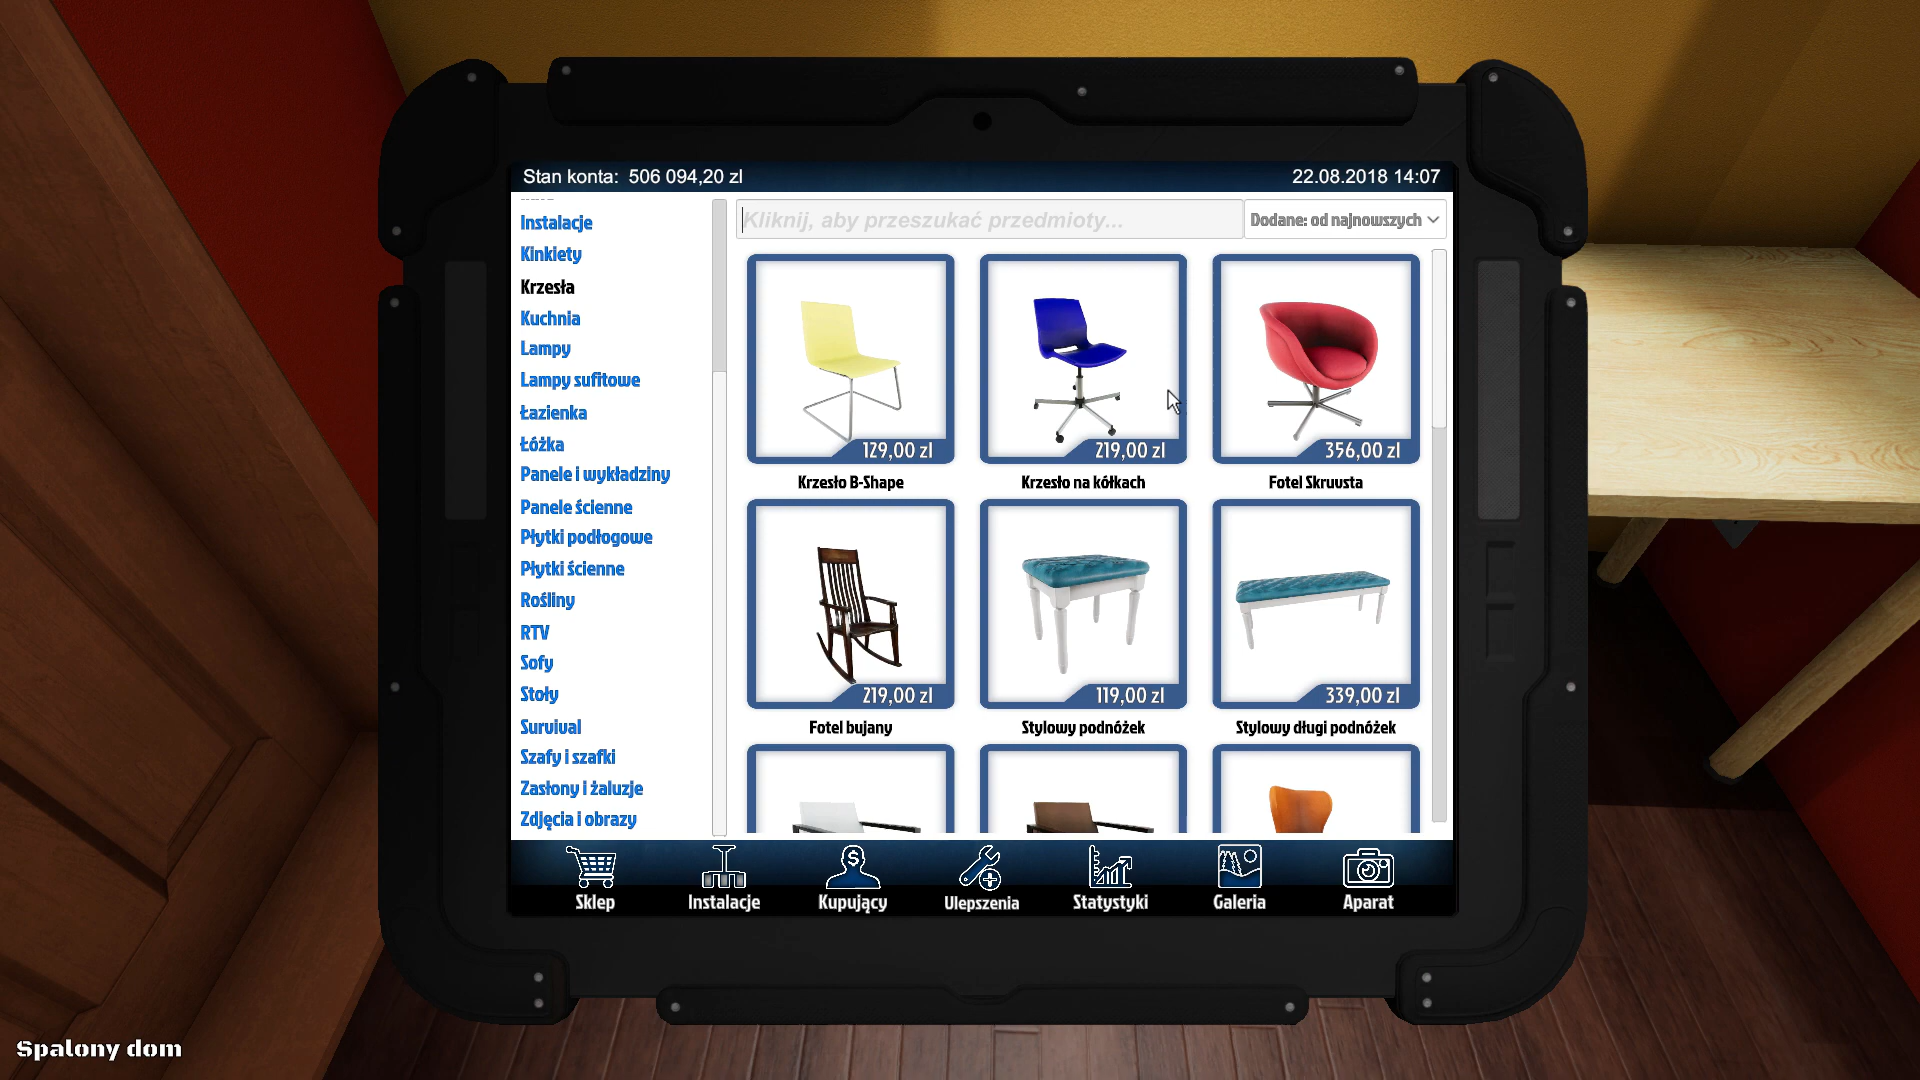 Stan konta: 506 094,20 zl
22.08.2018 14:07
Instalacje
Kinkiety
Krzesła
Kuchnia
Lampy
Lampy sufitowe
Łazienka
Łóżka
Panele i wykładziny
Panele ścienne
Płytki podłogowe
Płytki ścienne
Rośliny
RTV
Sofy
Stoły
Survival
Szafy i szafki
Zasłony i żaluzje
Zdjęcia i obrazy
Kliknij, aby przeszukać przedmioty...
Dodane: od najnowszych
129,00 zl
219,00 zl
356,00 zl
Krzesło B-Shape
Krzesło na kółkach
Fotel Skruvsta
219,00 zl
119,00 zl
339,00 zl
Fotel bujany
Stylowy podnóżek
Stylowy długi podnóżek
Sklep
Instalacje
Kupujący
Ulepszenia
Statystyki
Galeria
Aparat
Spalony dom